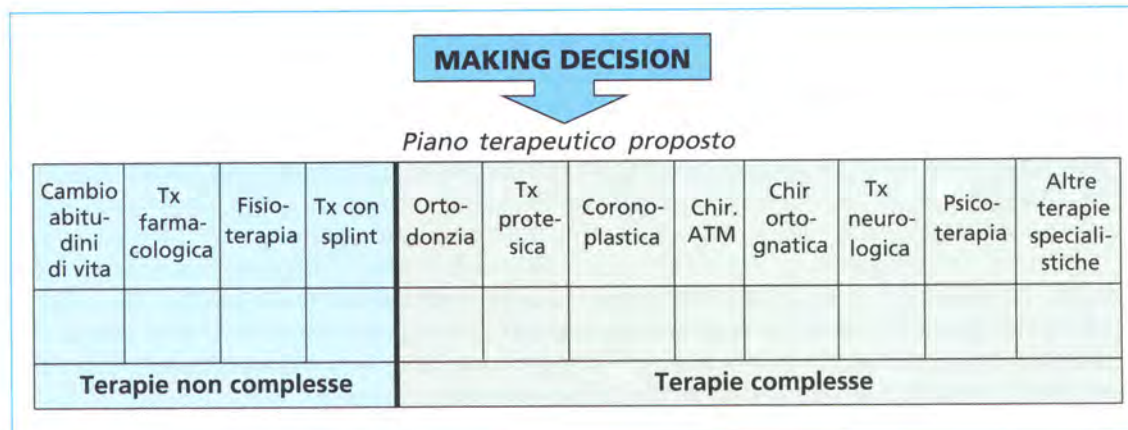 MAKING DECISION
Piano terapeutico proposto
Cambio
abitu-
dini
di vita
Tx
farma-
cologica
Fisio-
terapia
Tx con
splint
Orto-
donzia
Tx
prote-
sica
Corono-
plastica
Chir.
ATM
Chir
orto-
gnatica
Tx
neuro-
logica
Psico-
terapia
Altre
terapie
speciali-
stiche
Terapie non complesse
Terapie complesse